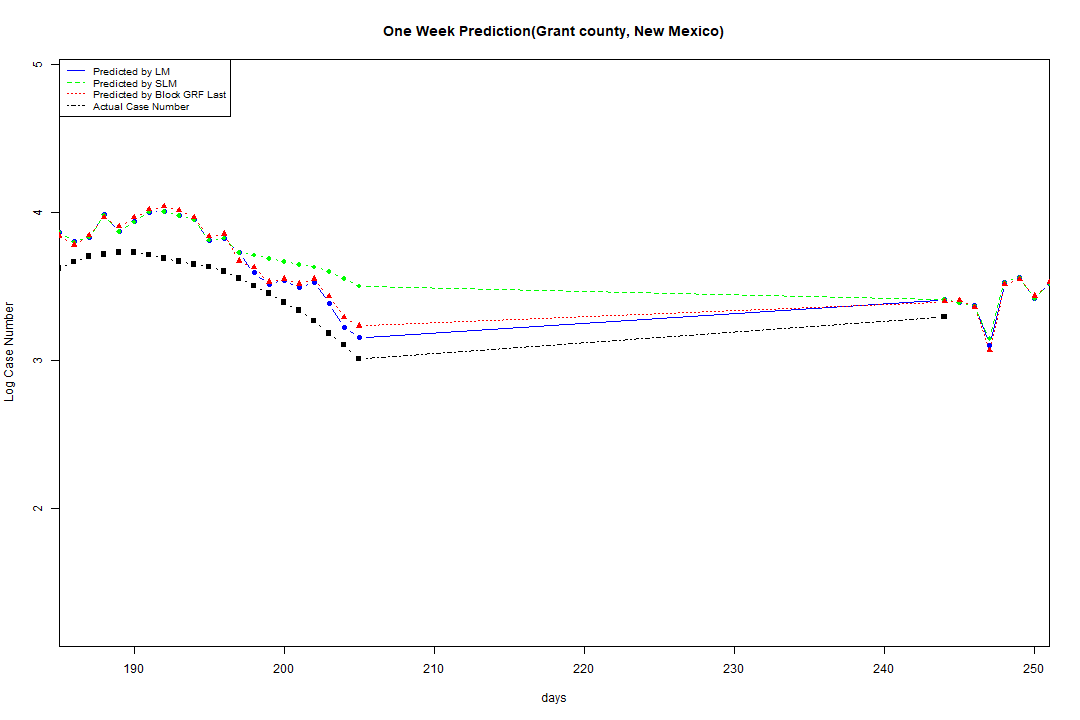 One Week Prediction(Grant county, New Mexico)
Predicted by LM
Predicted by SLM
Predicted by Block GRF Last
Actual Case Number
5
4
3
2
Log Case Number
190
200
210
220
230
240
250
days